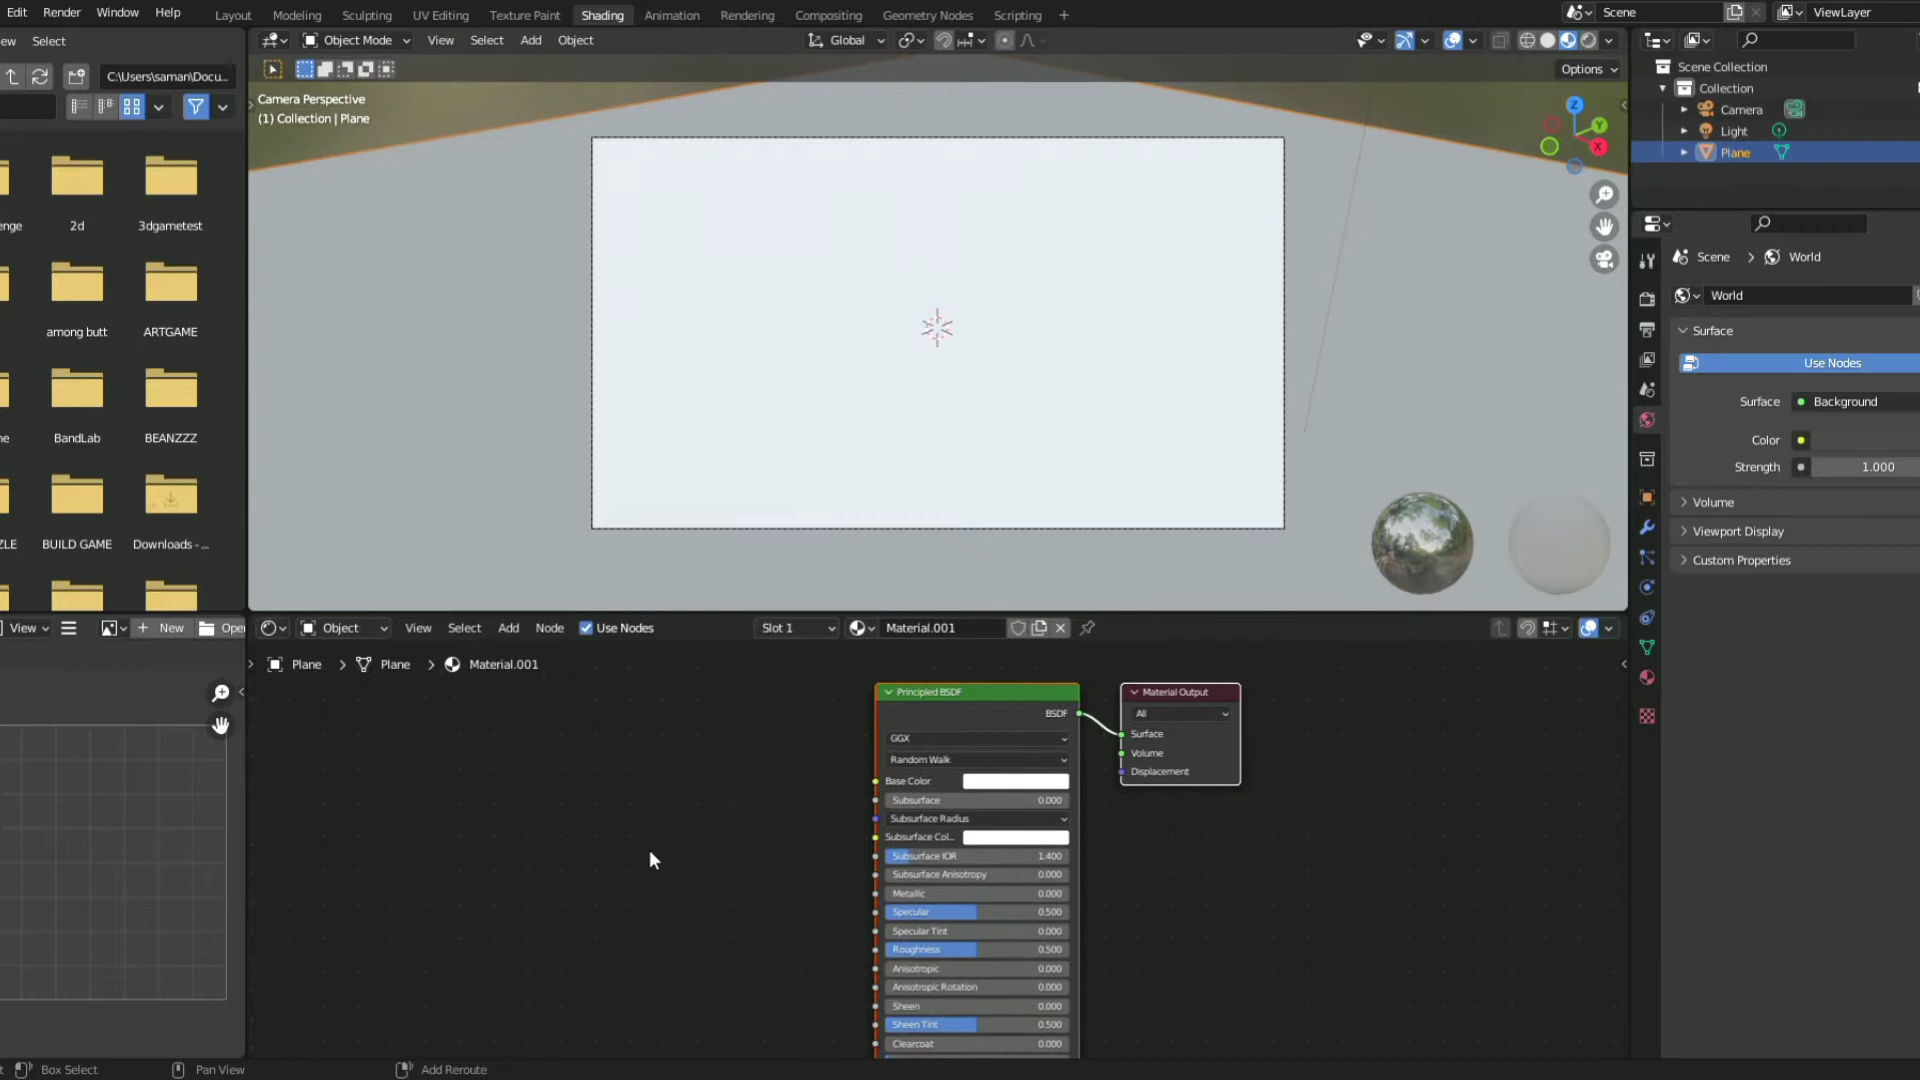 Edit Render Window Help Layout Modeling Sculpting UV Editing Texture Paint Shading Animation Rendering Compositing Geometry Nodes Scripting + Scene ViewLayer
ew Select
Object Mode View Select Add Object Global
C:\Users\saman\Docu...
Options
Camera Perspective
(1) Collection | Plane
Z
Y
X
enge 2d 3dgametest
among butt ARTGAME
ne BandLab BEANZZZ
ZLE BUILD GAME Downloads - ...
Scene Collection
Collection
Camera
Light
Plane
Scene > World
World
Surface
Use Nodes
Surface Background
Color
Strength 1.000
Volume
Viewport Display
Custom Properties
View + New Ope
Object View Select Add Node Use Nodes Slot 1 Material.001
Plane > Plane > Material.001
Principled BSDF
BSDF
GGX
Random Walk
Base Color
Subsurface 0.000
Subsurface Radius
Subsurface Col...
Subsurface IOR 1.400
Subsurface Anisotropy 0.000
Metallic 0.000
Specular 0.500
Specular Tint 0.000
Roughness 0.500
Anisotropic 0.000
Anisotropic Rotation 0.000
Sheen 0.000
Sheen Tint 0.500
Clearcoat 0.000
Material Output
All
Surface
Volume
Displacement
t Box Select Pan View Add Reroute